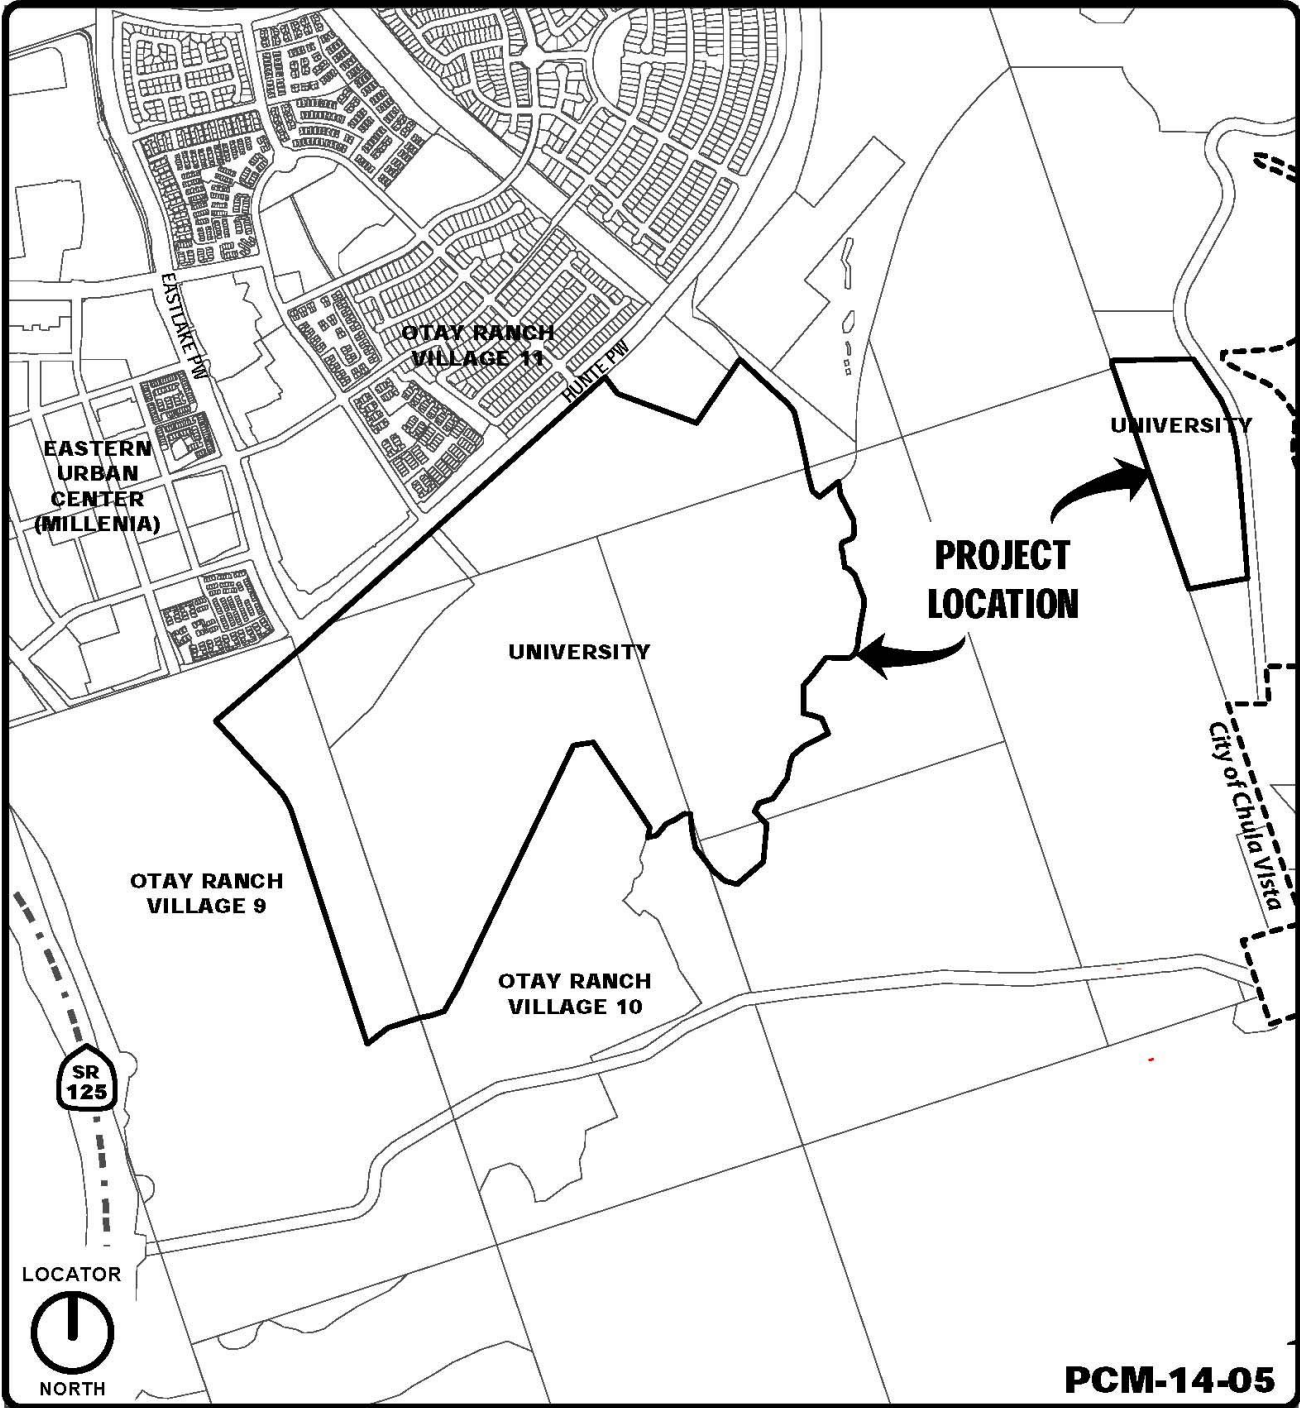 EASTLAKE PW
OTAY RANCH
VILLAGE 11
HUNTE PW
UNIVERSITY
EASTERN
URBAN
CENTER
(MILLENIA)
PROJECT
LOCATION
UNIVERSITY
City of Chula VIsta
OTAY RANCH
VILLAGE 9
OTAY RANCH
VILLAGE 10
SR
125
LOCATOR
NORTH
PCM-14-05